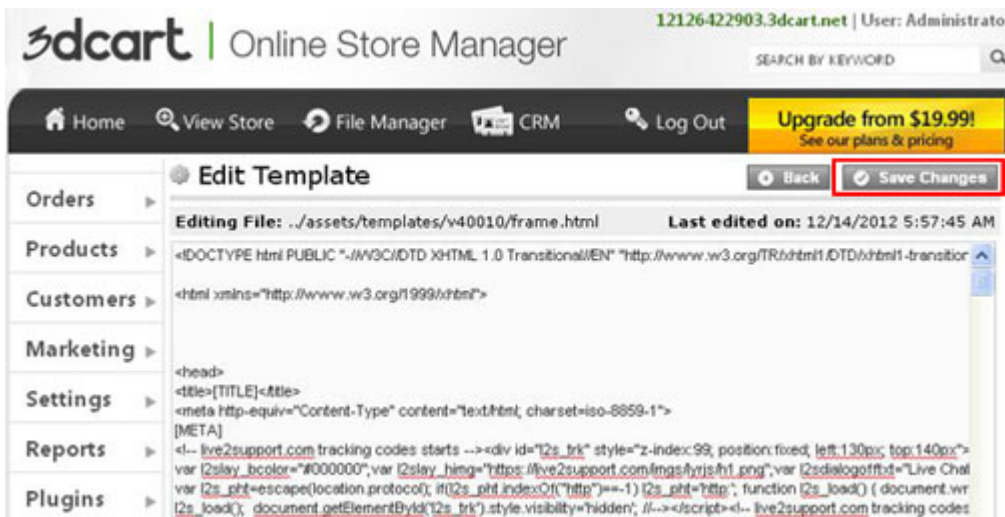 12126422903.3dcart.net | User: Administrato
3dcart | Online Store Manager
SEARCH BY KEYWORD
Home View Store File Manager CRM Log Out Upgrade from $19.99!
See our plans & pricing
Edit Template Back Save Changes
Orders
Editing File: ../assets/templates/v40010/frame.html Last edited on: 12/14/2012 5:57:45 AM
Products
<!DOCTYPE html PUBLIC "-//W3C//DTD XHTML 1.0 Transitional//EN" "http://www.w3.org/TR/xhtml1/DTD/xhtml1-transition
Customers
<html xmlns="http://www.w3.org/1999/xhtml">
Marketing
<head>
Settings
<title>[TITLE]</title>
<meta http-equiv="Content-Type" content="text/html; charset=iso-8859-1">
[META]
Reports
<!-- live2support.com tracking codes starts --><div id="l2s_trk" style="z-index:99; position:fixed; left:130px; top:140px">
var l2slay_bcolor="#000000";var l2slay_himg="https://live2support.com/imgs/lyrjs/h1.png";var l2sdialogofftxt="Live Chat
Plugins
var l2s_pht=escape(location.protocol); if(l2s_pht.indexOf("http")==-1) l2s_pht='http:'; function l2s_load() { document.wr
l2s_load(); document.getElementById('l2s_trk').style.visibility='hidden'; //--></script><!-- live2support.com tracking codes